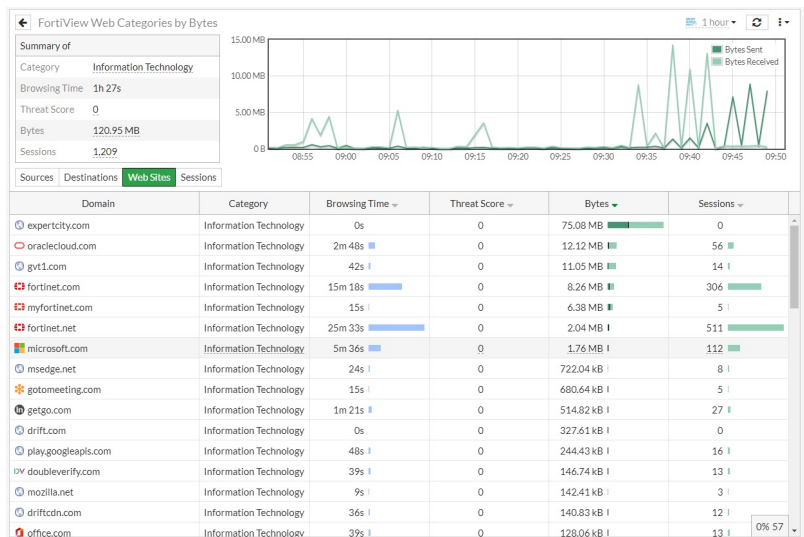 FortiView Web Categories by Bytes
1 hour
Summary of
Category Information Technology
Browsing Time 1h 27s
Threat Score 0
Bytes 120.95 MB
Sessions 1,209
15.00 MB
10.00 MB
5.00 MB
0 B
Bytes Sent
Bytes Received
08:55 09:00 09:05 09:10 09:15 09:20 09:25 09:30 09:35 09:40 09:45 09:50
Sources Destinations Web Sites Sessions
Domain Category Browsing Time Threat Score Bytes Sessions
expertcity.com Information Technology 0s 0 75.08 MB 0
oraclecloud.com Information Technology 2m 48s 0 12.12 MB 56
gvt1.com Information Technology 42s 0 11.05 MB 14
fortinet.com Information Technology 15m 18s 0 8.26 MB 306
myfortinet.com Information Technology 15s 0 6.38 MB 5
fortinet.net Information Technology 25m 33s 0 2.04 MB 511
microsoft.com Information Technology 5m 36s 0 1.76 MB 112
msedge.net Information Technology 24s 0 722.04 kB 8
gotomeeting.com Information Technology 15s 0 680.64 kB 5
getgo.com Information Technology 1m 21s 0 514.82 kB 27
drift.com Information Technology 0s 0 327.61 kB 0
play.googleapis.com Information Technology 48s 0 244.43 kB 16
doubleverify.com Information Technology 39s 0 146.74 kB 13
mozilla.net Information Technology 9s 0 142.41 kB 3
driftcdn.com Information Technology 36s 0 140.83 kB 12
office.com Information Technology 39s 0 128.06 kB 13
0% 57